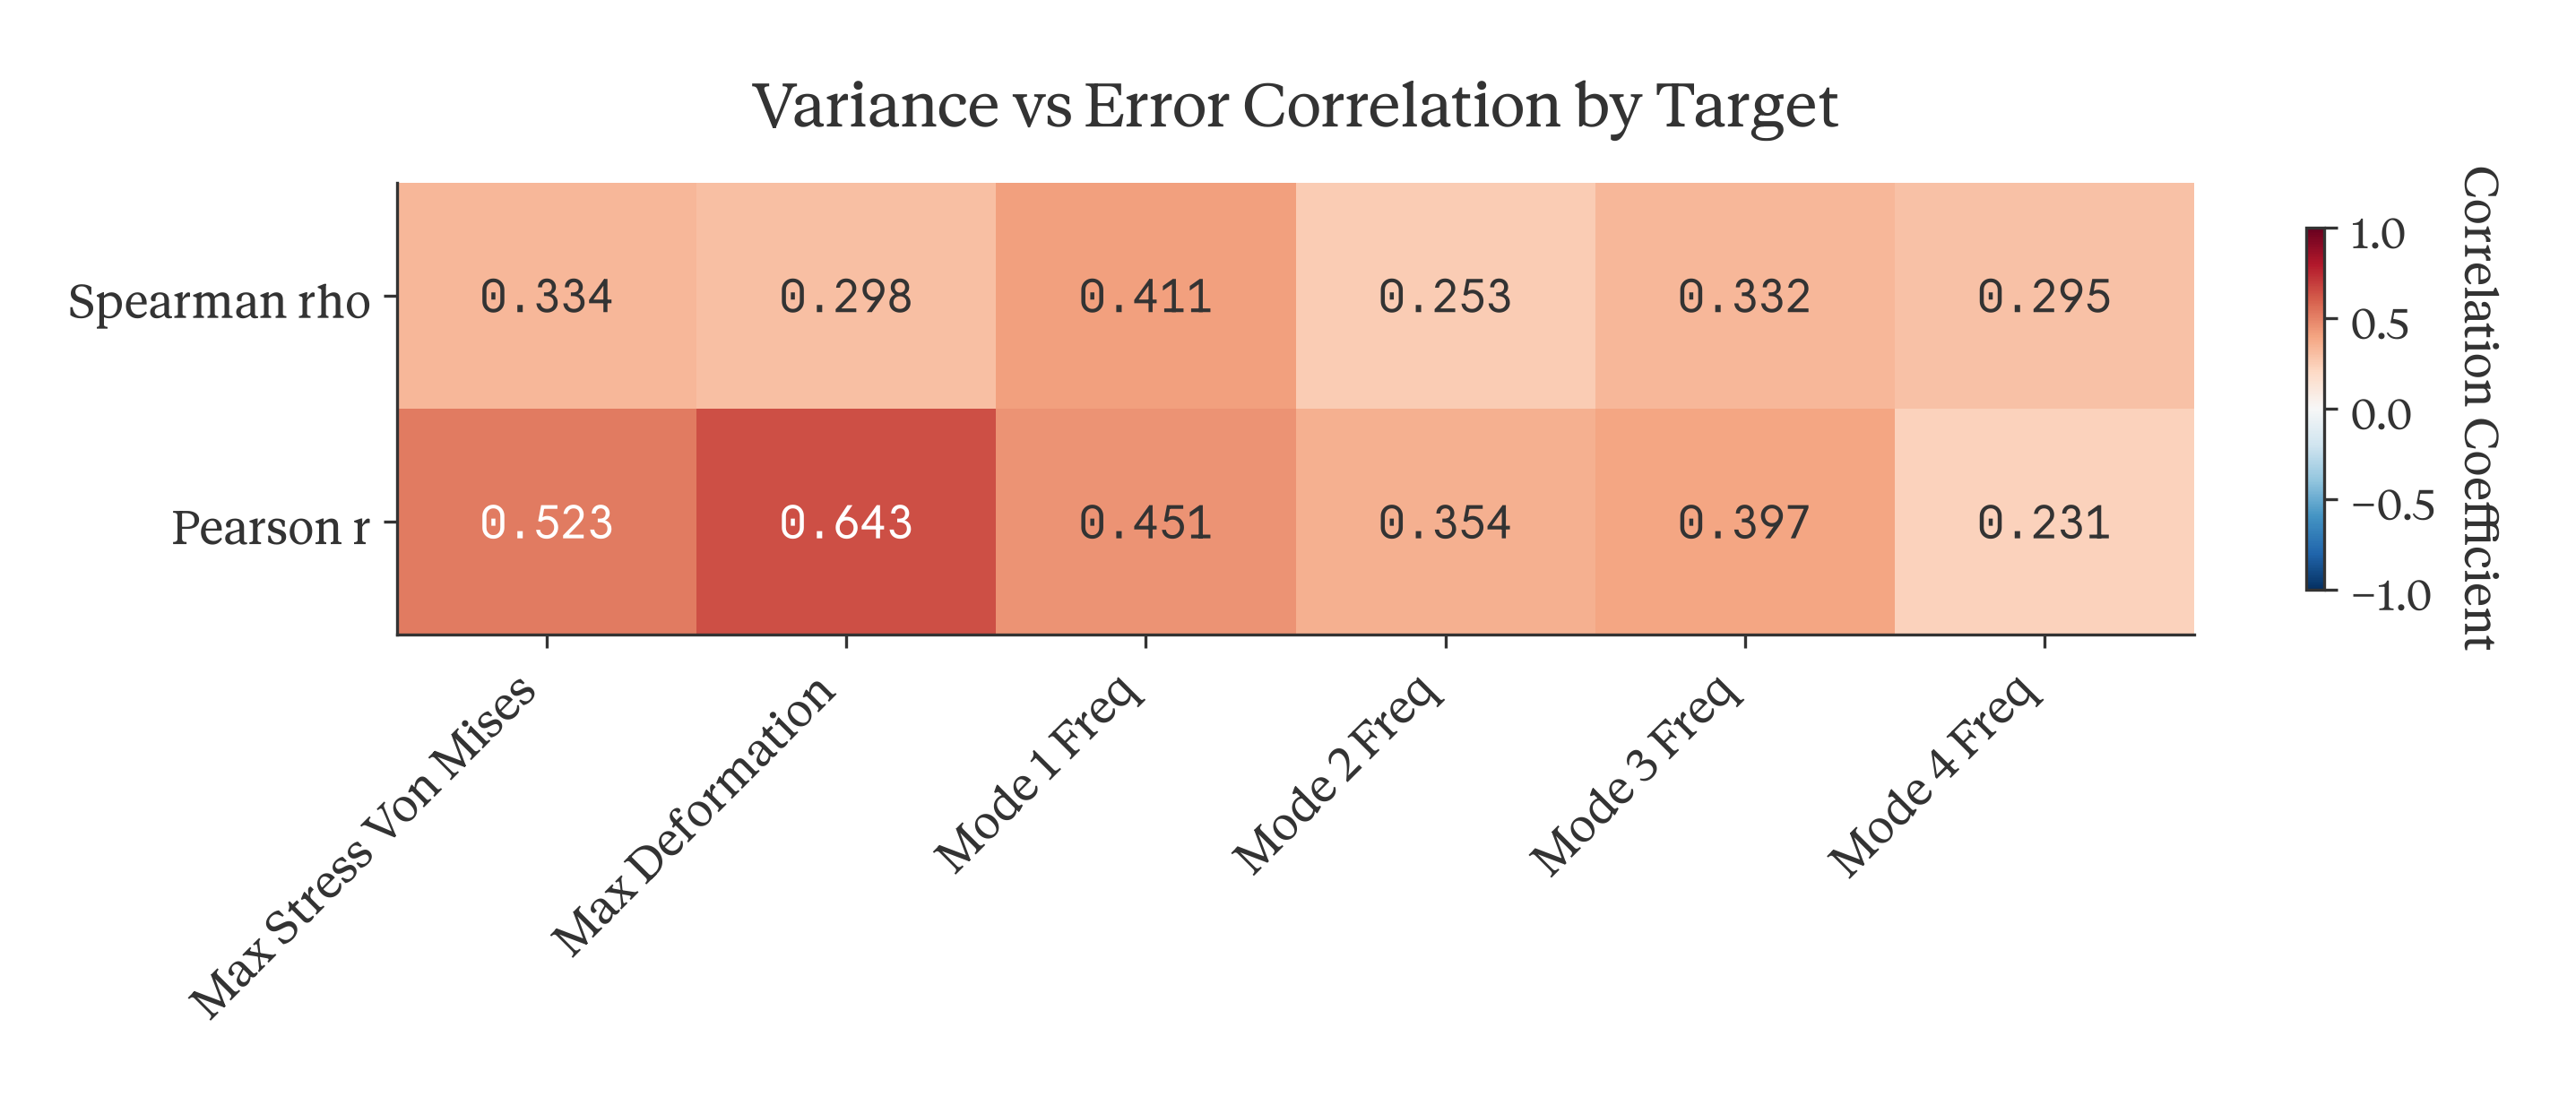 Variance vs Error Correlation by Target
Spearman rho
0.334 0.298 0.411 0.253 0.332 0.295
Pearson r
0.523 0.643 0.451 0.354 0.397 0.231
Max Stress Von Mises
Max Deformation
Mode 1 Freq
Mode 2 Freq
Mode 3 Freq
Mode 4 Freq
1.0
0.5
0.0
−0.5
−1.0
Correlation Coefficient